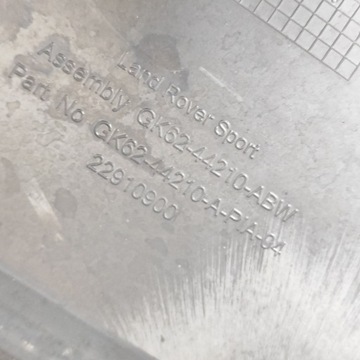 Land Rover Sport
Assembly GK62-44210-ABW
Part No GK62-44210-A-PIA-04
22910900